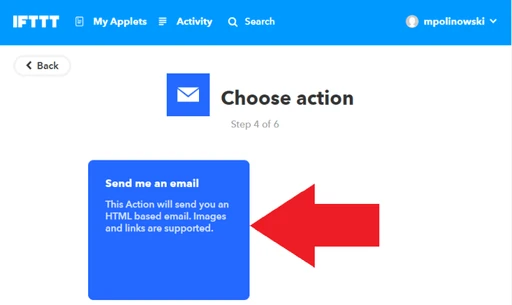 IFTTT My Applets Activity Search mpolinowski
Back
Choose action
Step 4 of 6
Send me an email
This Action will send you an
HTML based email. Images
and links are supported.